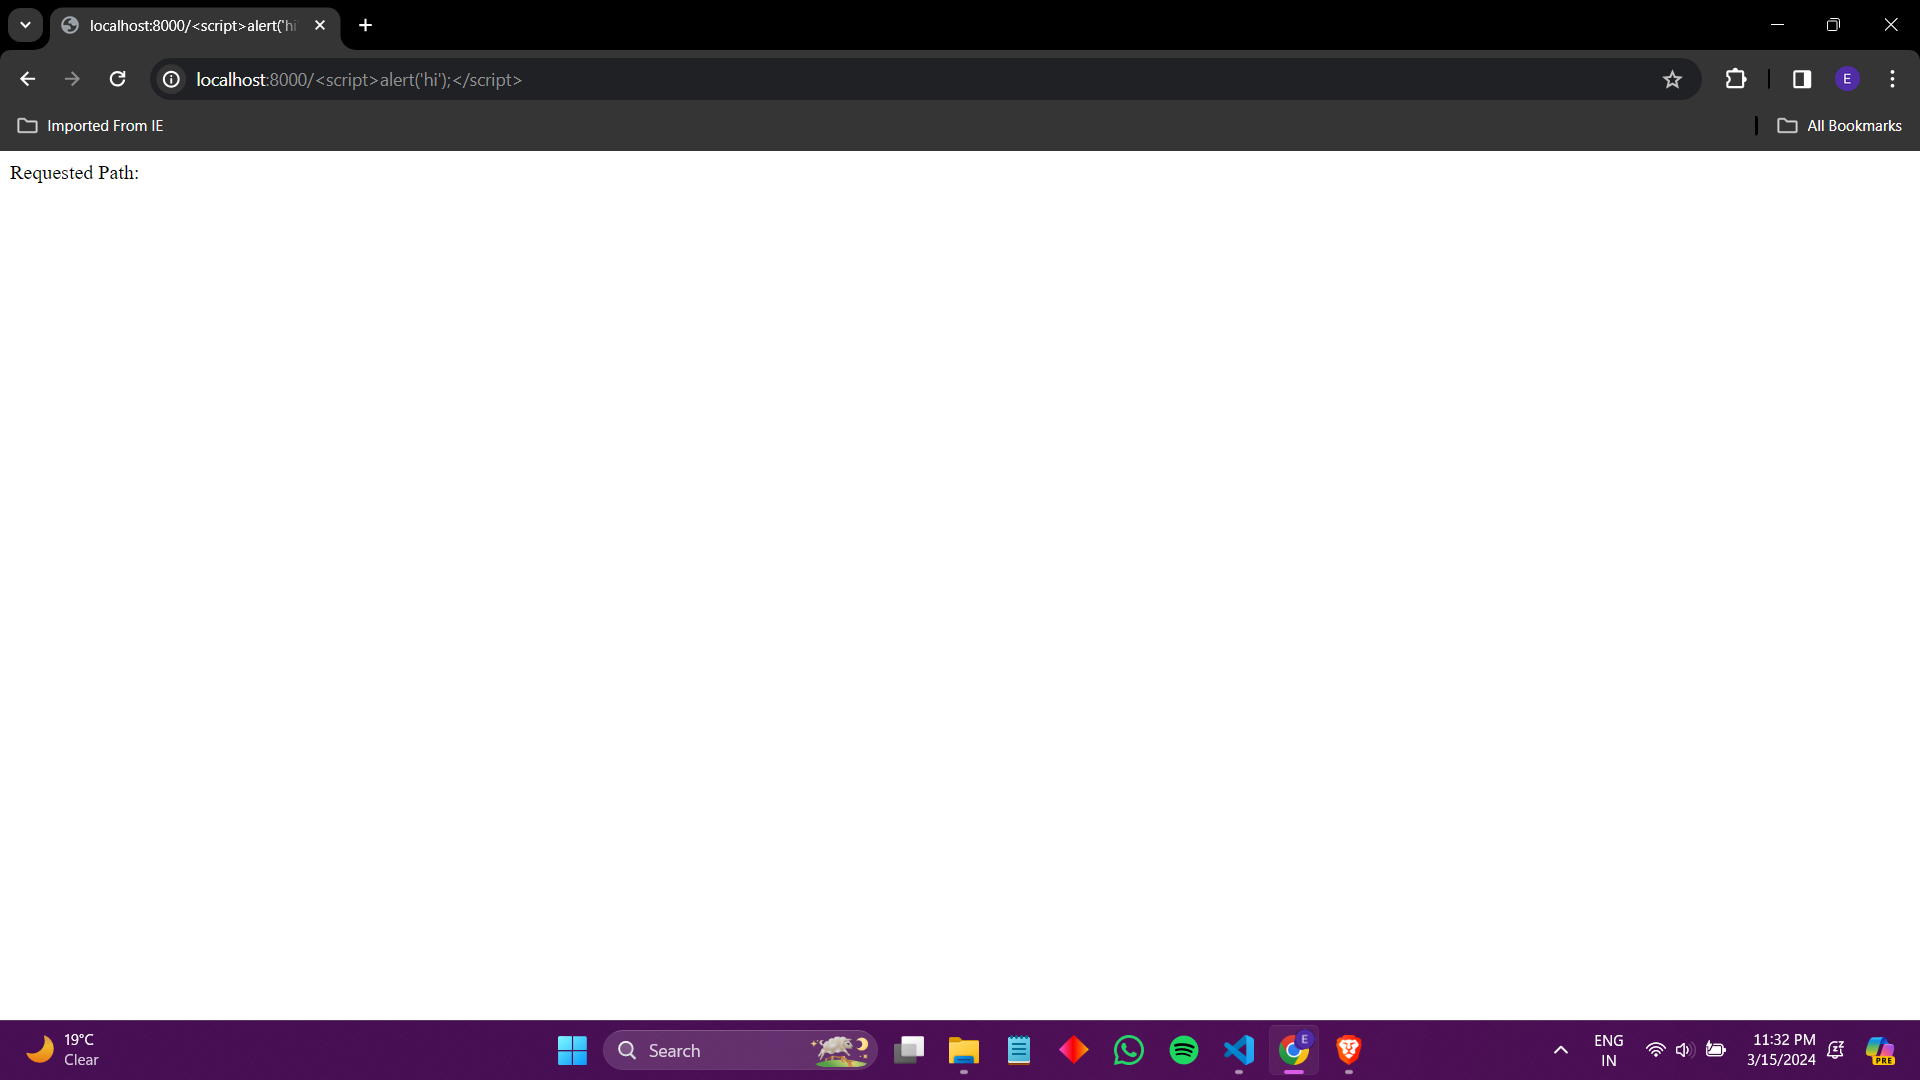 localhost:8000/<script>alert('hi'
localhost:8000/<script>alert('hi');</script>
E
Imported From IE
All Bookmarks
Requested Path:
19°C
Clear
Search
E
ENG
IN
11:32 PM
3/15/2024
PRE